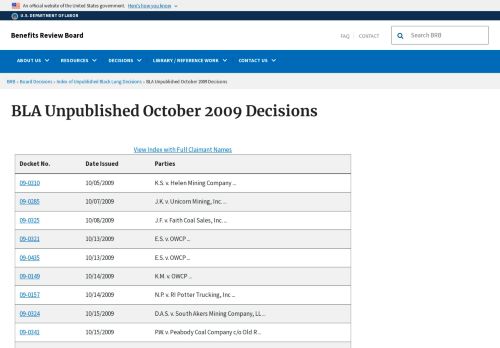 An official website of the United States government. Here's how you know
U.S. DEPARTMENT OF LABOR
Benefits Review Board
FAQ CONTACT
Search BRB
ABOUT US RESOURCES DECISIONS LIBRARY / REFERENCE WORK CONTACT US
BRB › Board Decisions › Index of Unpublished Black Lung Decisions › BLA Unpublished October 2009 Decisions
BLA Unpublished October 2009 Decisions
View Index with Full Claimant Names
Docket No. Date Issued Parties
09-0310 10/05/2009 K.S. v. Helen Mining Company ...
09-0285 10/07/2009 J.K. v. Unicorn Mining, Inc. ...
09-0325 10/08/2009 J.F. v. Faith Coal Sales, Inc. ...
09-0321 10/13/2009 E.S. v. OWCP ...
09-0435 10/13/2009 E.S. v. OWCP ...
09-0149 10/14/2009 K.M. v. OWCP ...
09-0157 10/14/2009 N.P. v. RI Potter Trucking, Inc ...
09-0324 10/15/2009 D.A.S. v. South Akers Mining Company, LL ...
09-0341 10/15/2009 P.W. v. Peabody Coal Company c/o Old R ...